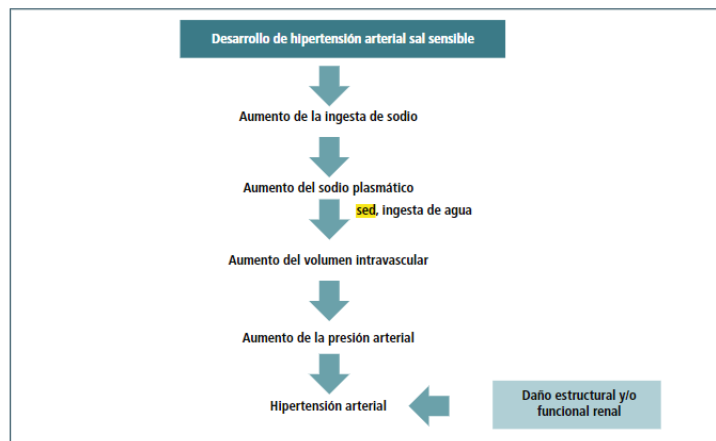 Desarrollo de hipertensión arterial sal sensible
Aumento de la ingesta de sodio
Aumento del sodio plasmático
sed, ingesta de agua
Aumento del volumen intravascular
Aumento de la presión arterial
Hipertensión arterial
Daño estructural y/o
funcional renal